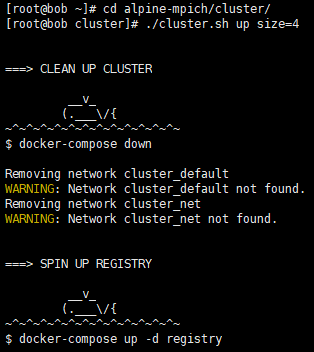 [root@bob ~]# cd alpine-mpich/cluster/
[root@bob cluster]# ./cluster.sh up size=4
===> CLEAN UP CLUSTER
__v_
(.___\/{
~^~^~^~^~^~^~^~^~^~^~^~^~
$ docker-compose down
Removing network cluster_default
WARNING: Network cluster_default not found.
Removing network cluster_net
WARNING: Network cluster_net not found.
===> SPIN UP REGISTRY
__v_
(.___\/{
~^~^~^~^~^~^~^~^~^~^~^~^~
$ docker-compose up -d registry